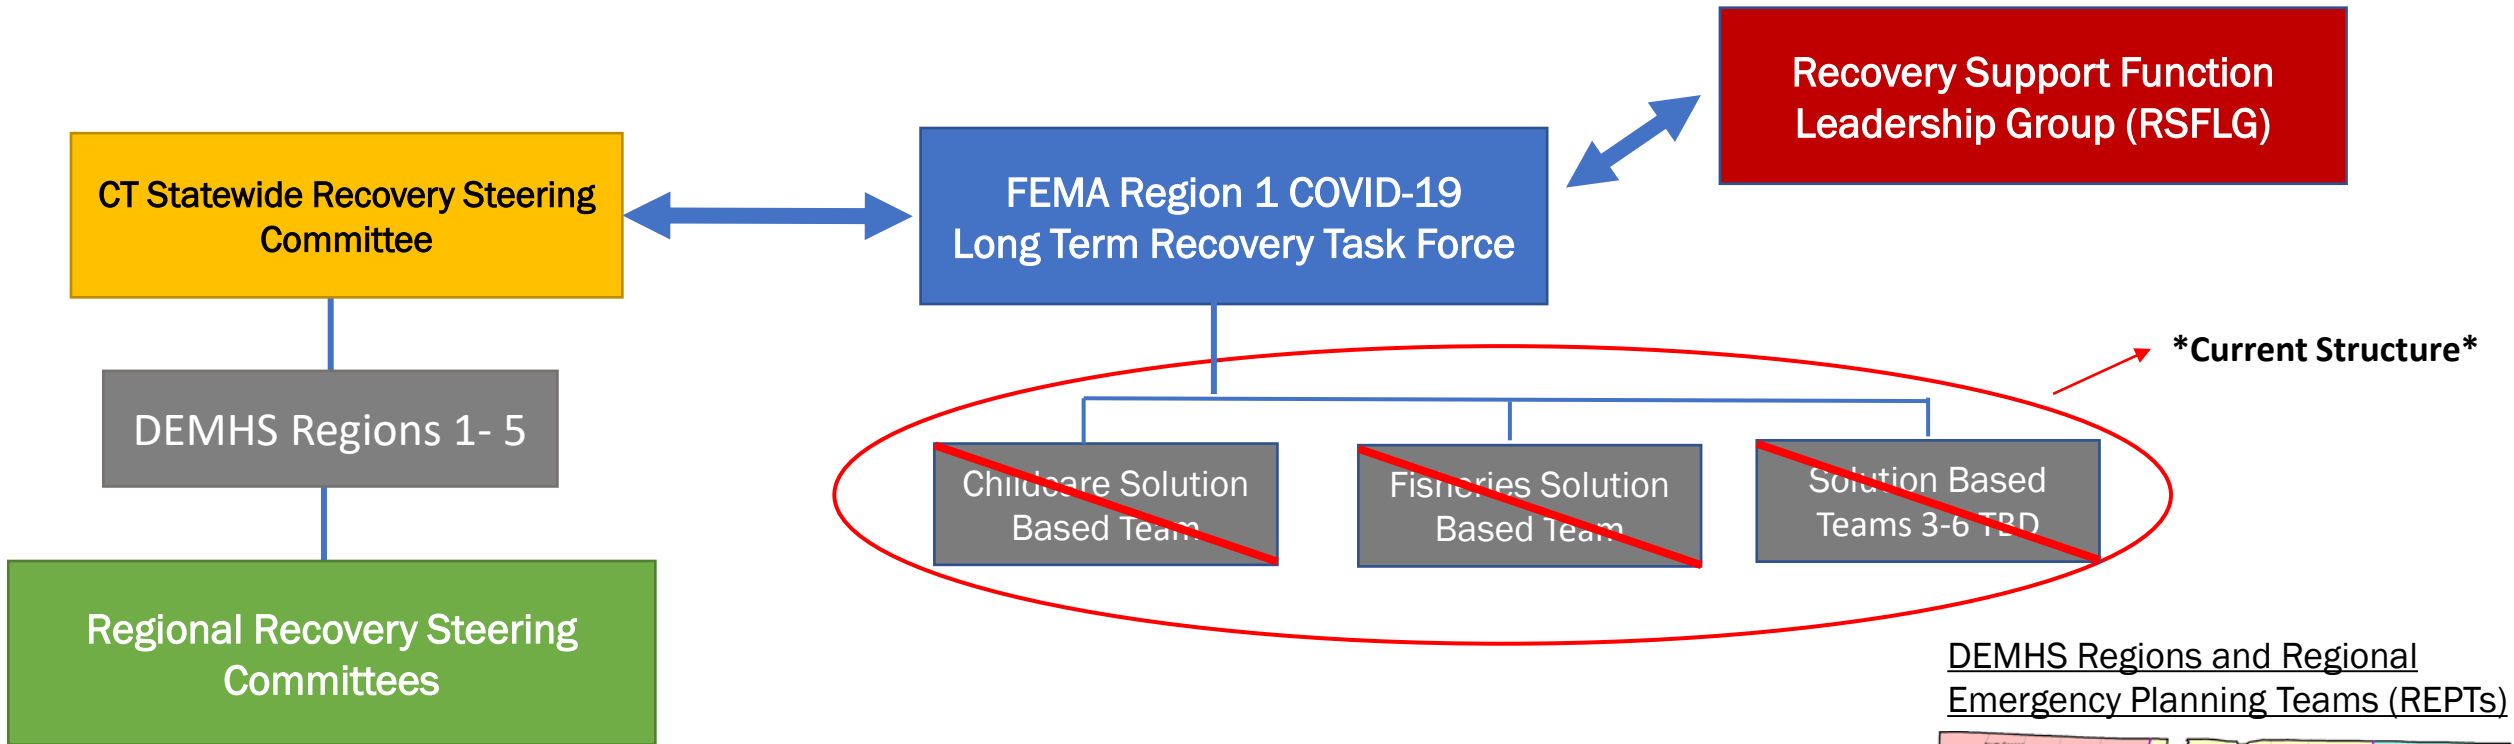 Recovery Support Function
Leadership Group (RSFLG)
CT Statewide Recovery Steering
Committee
FEMA Region 1 COVID-19
Long Term Recovery Task Force
*Current Structure*
DEMHS Regions 1- 5
Childcare Solution
Based Team
Fisheries Solution
Based Team
Solution Based
Teams 3-6 TBD
Regional Recovery Steering
Committees
DEMHS Regions and Regional
Emergency Planning Teams (REPTs)